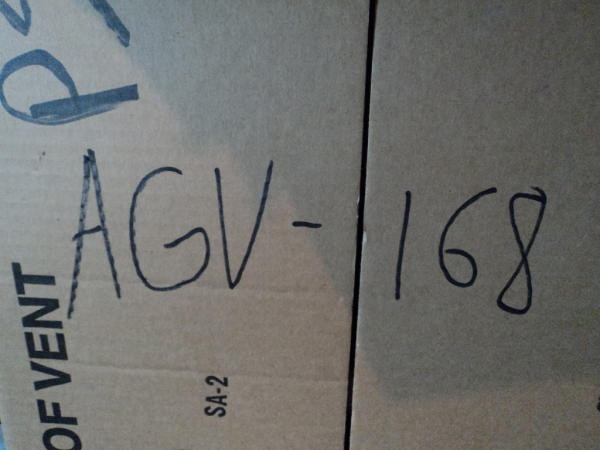 AGV-168
OF VENT
SA-2